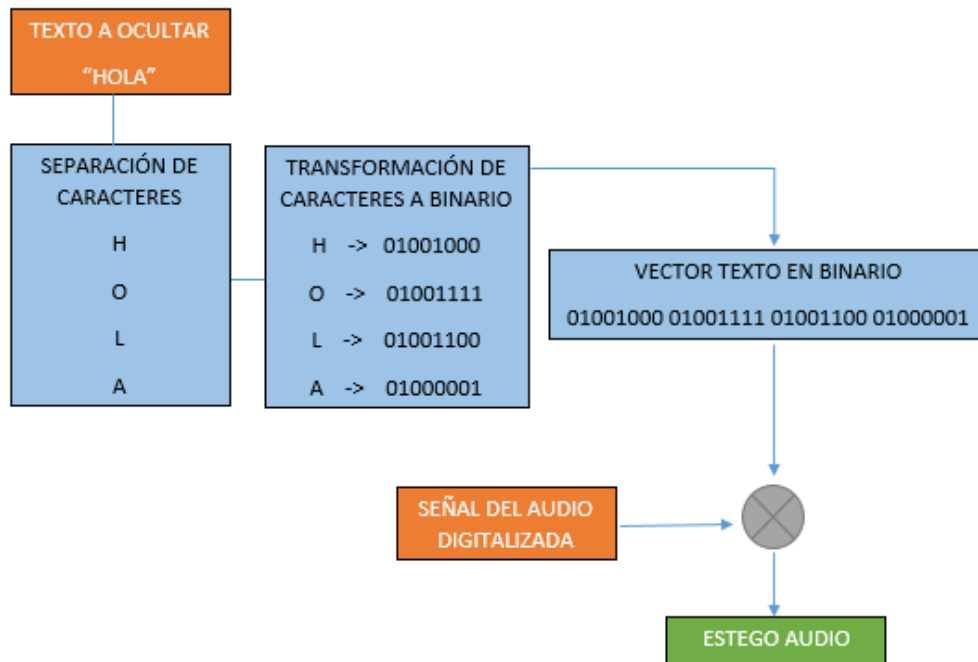 TEXTO A OCULTAR
“HOLA”
SEPARACIÓN DE
CARACTERES
H
O
L
A
TRANSFORMACIÓN DE
CARACTERES A BINARIO
H -> 01001000
O -> 01001111
L -> 01001100
A -> 01000001
VECTOR TEXTO EN BINARIO
01001000 01001111 01001100 01000001
SEÑAL DEL AUDIO
DIGITALIZADA
ESTEGO AUDIO